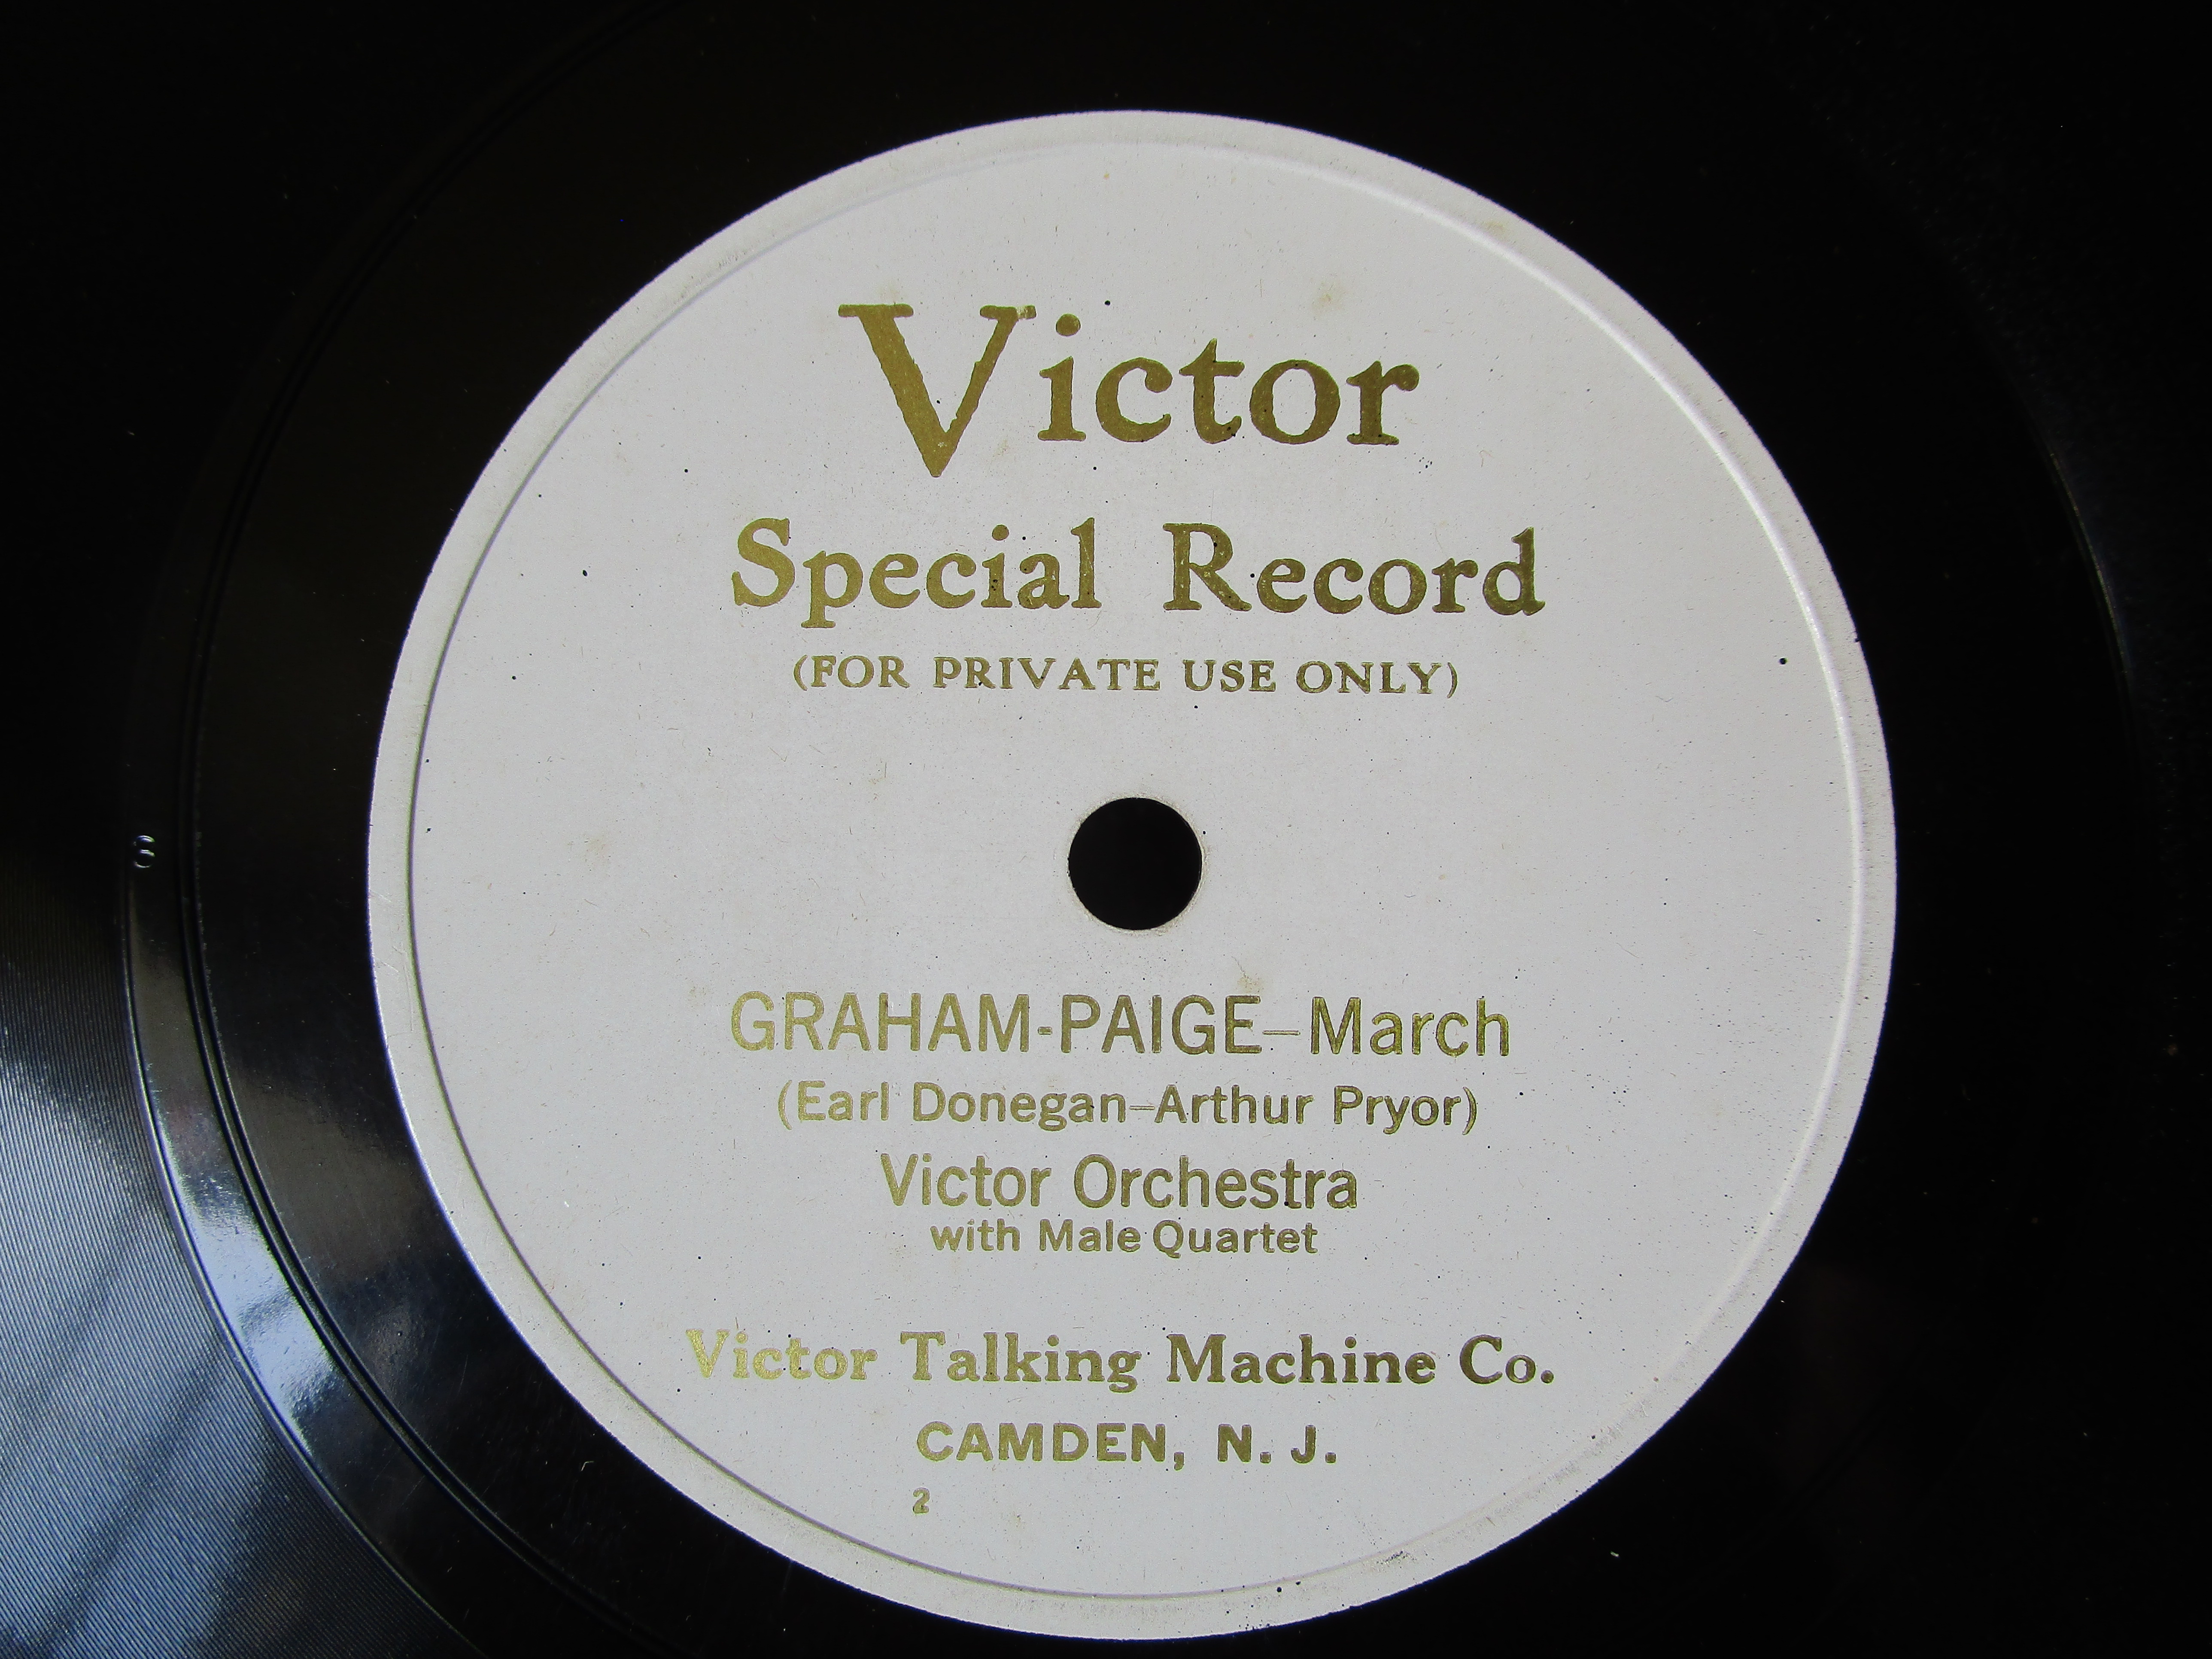 Victor
Special Record
(FOR PRIVATE USE ONLY)
GRAHAM-PAIGE–March
(Earl Donegan–Arthur Pryor)
Victor Orchestra
with Male Quartet
Victor Talking Machine Co.
CAMDEN, N. J.
2